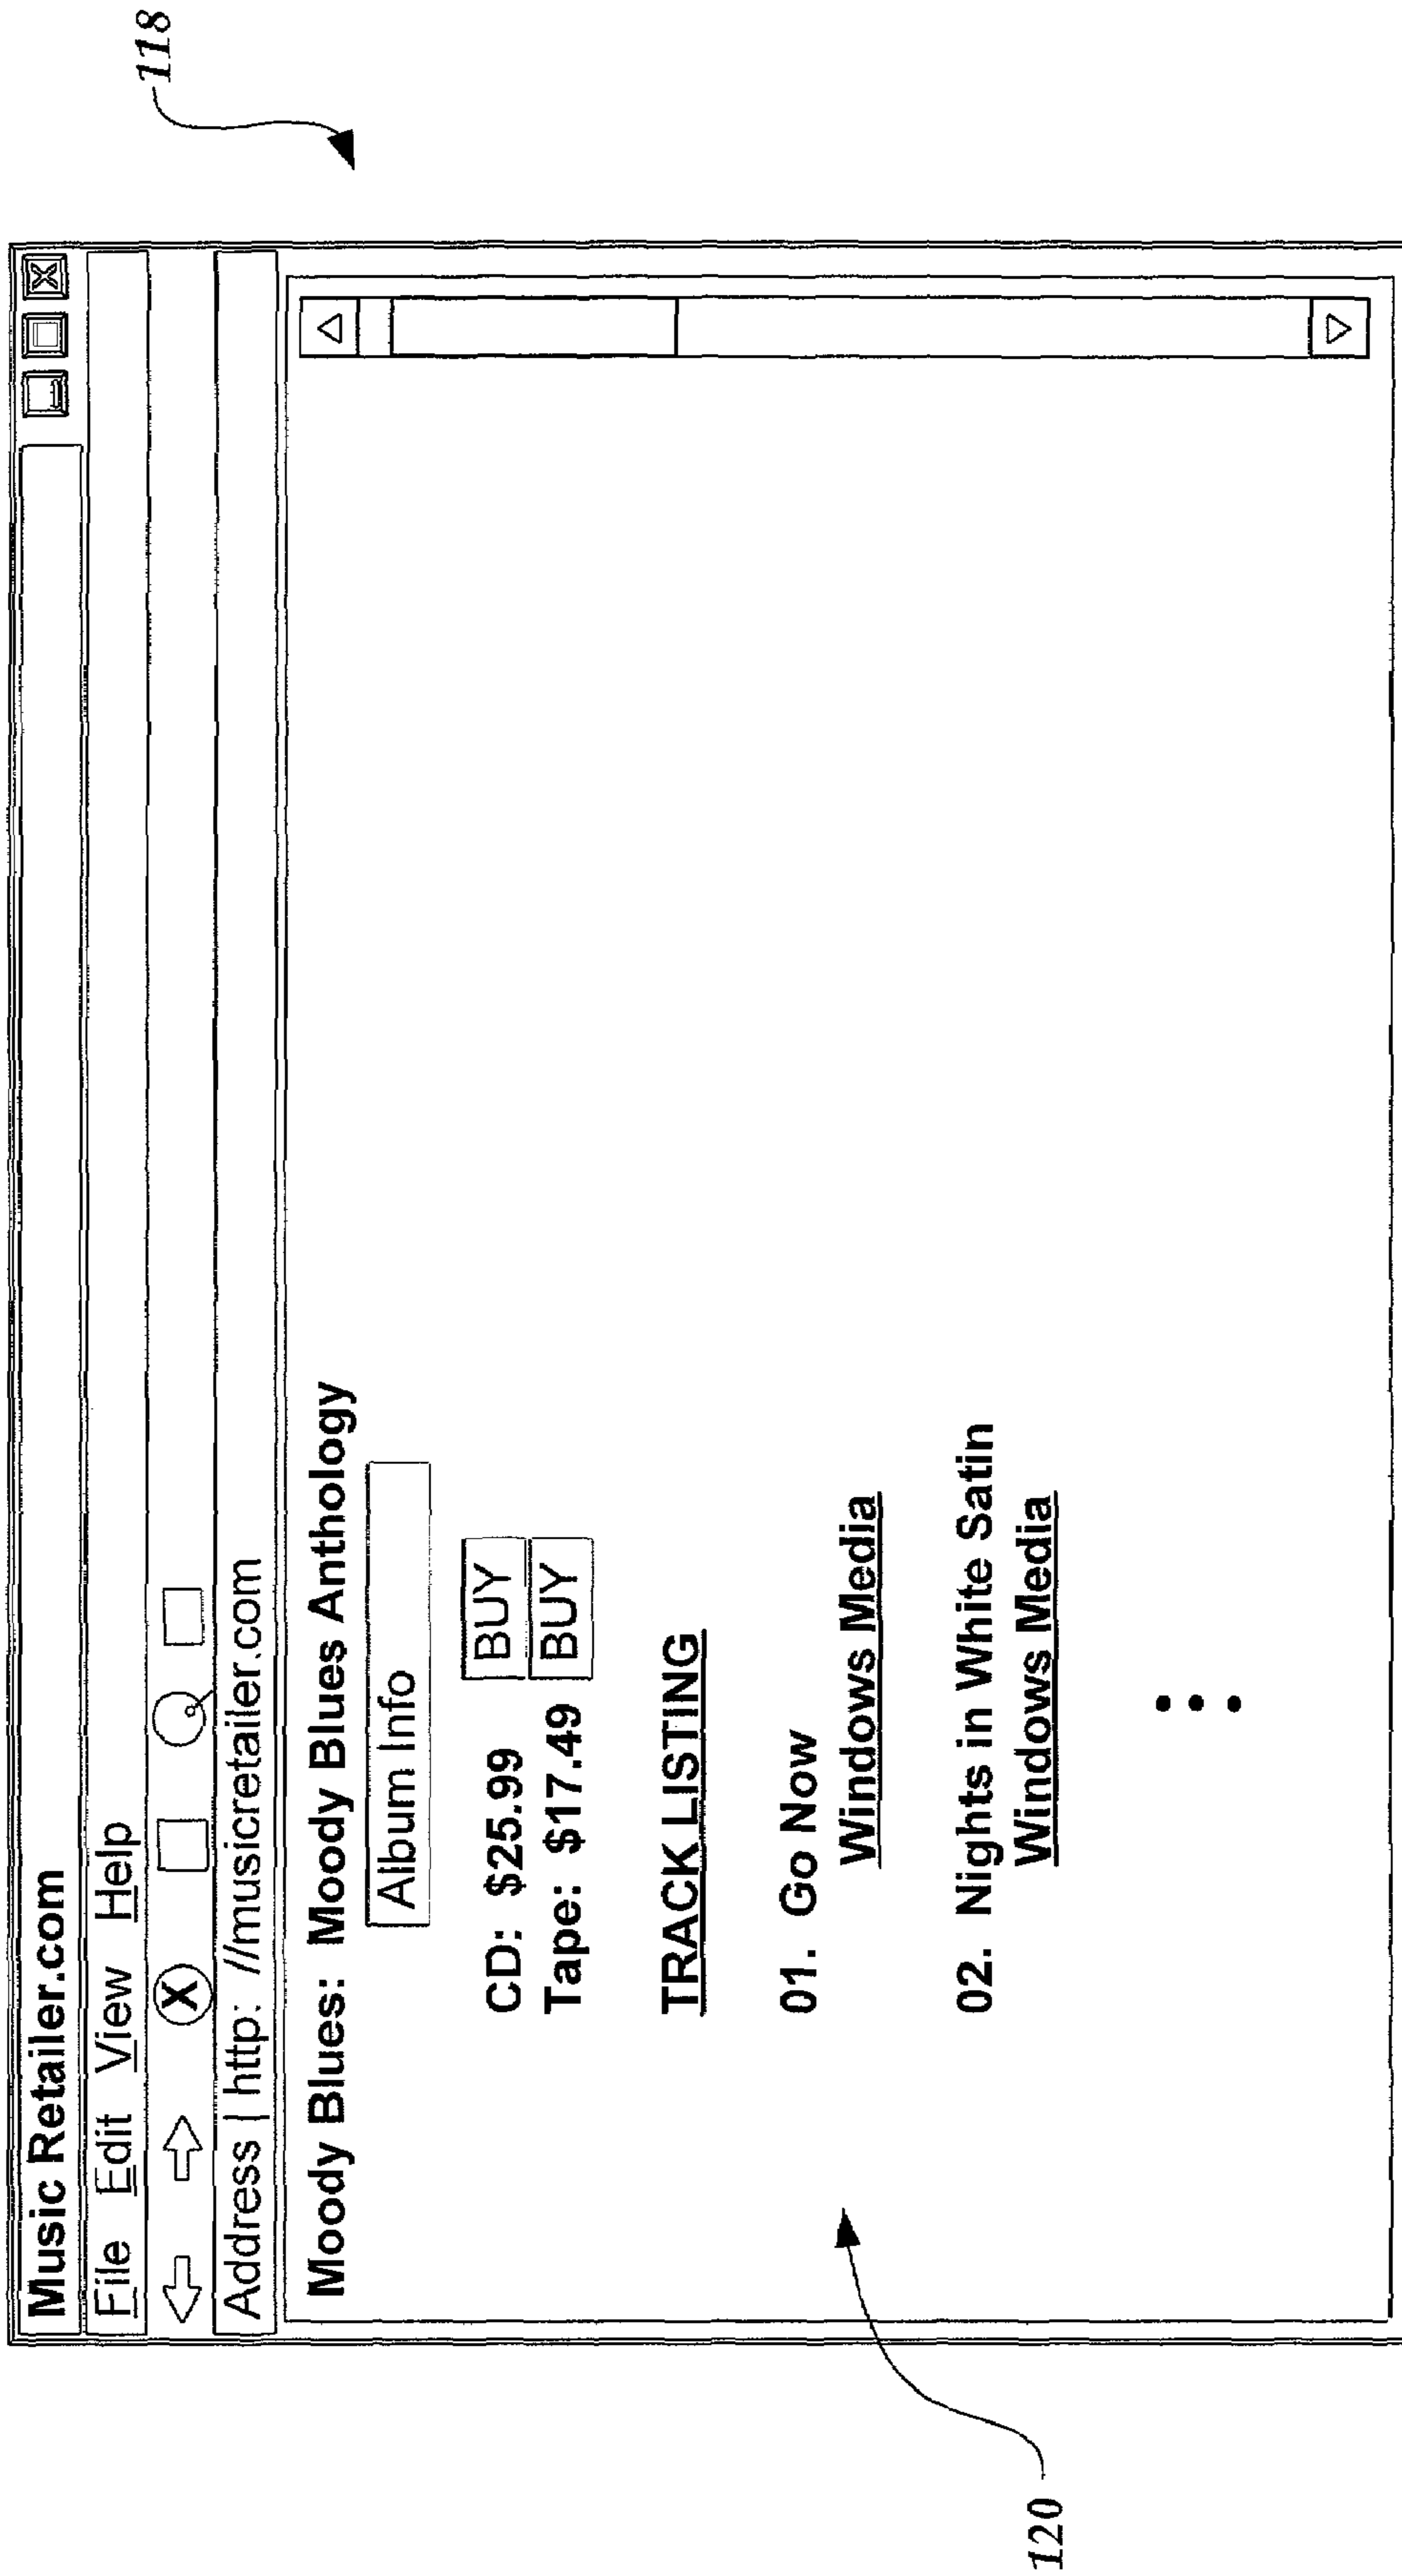 118
Music Retailer.com
File Edit View Help
X
Address | http: //musicretailer.com
Moody Blues: Moody Blues Anthology
Album Info
CD: $25.99 BUY
Tape: $17.49 BUY
TRACK LISTING
01. Go Now
Windows Media
02. Nights in White Satin
Windows Media
120